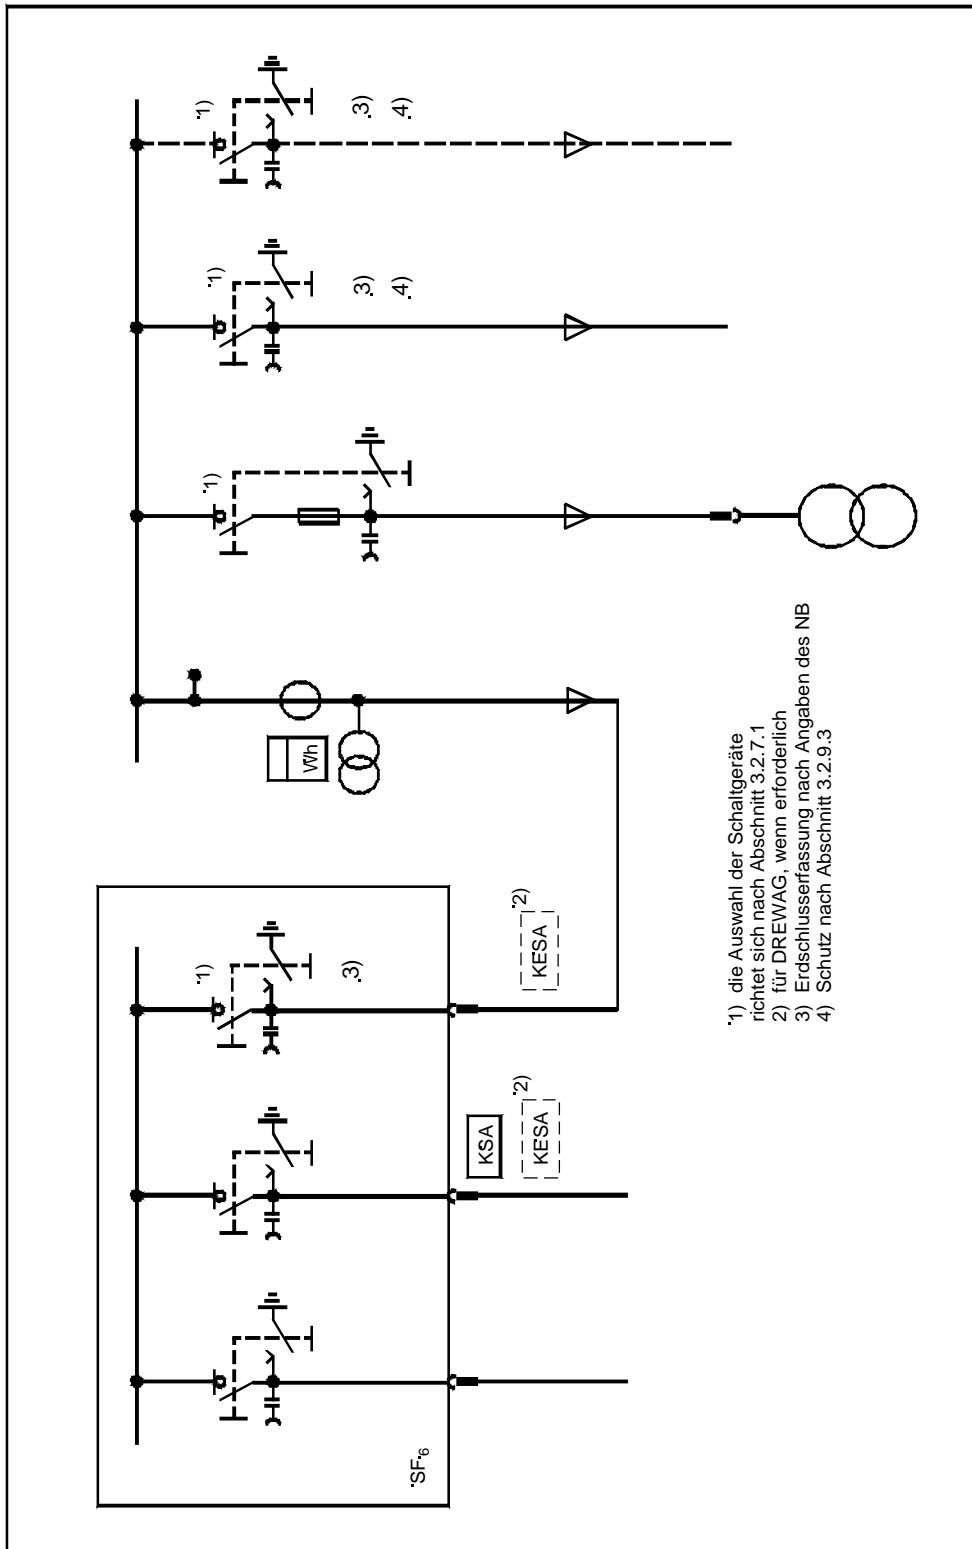 SF6
1)
3)
KESA
2)
KSA
KESA
2)
Wh
1)
1)
3)
4)
1)
3)
4)
1) die Auswahl der Schaltgeräte
richtet sich nach Abschnitt 3.2.7.1
2) für DREWAG, wenn erforderlich
3) Erdschlusserfassung nach Angaben des NB
4) Schutz nach Abschnitt 3.2.9.3